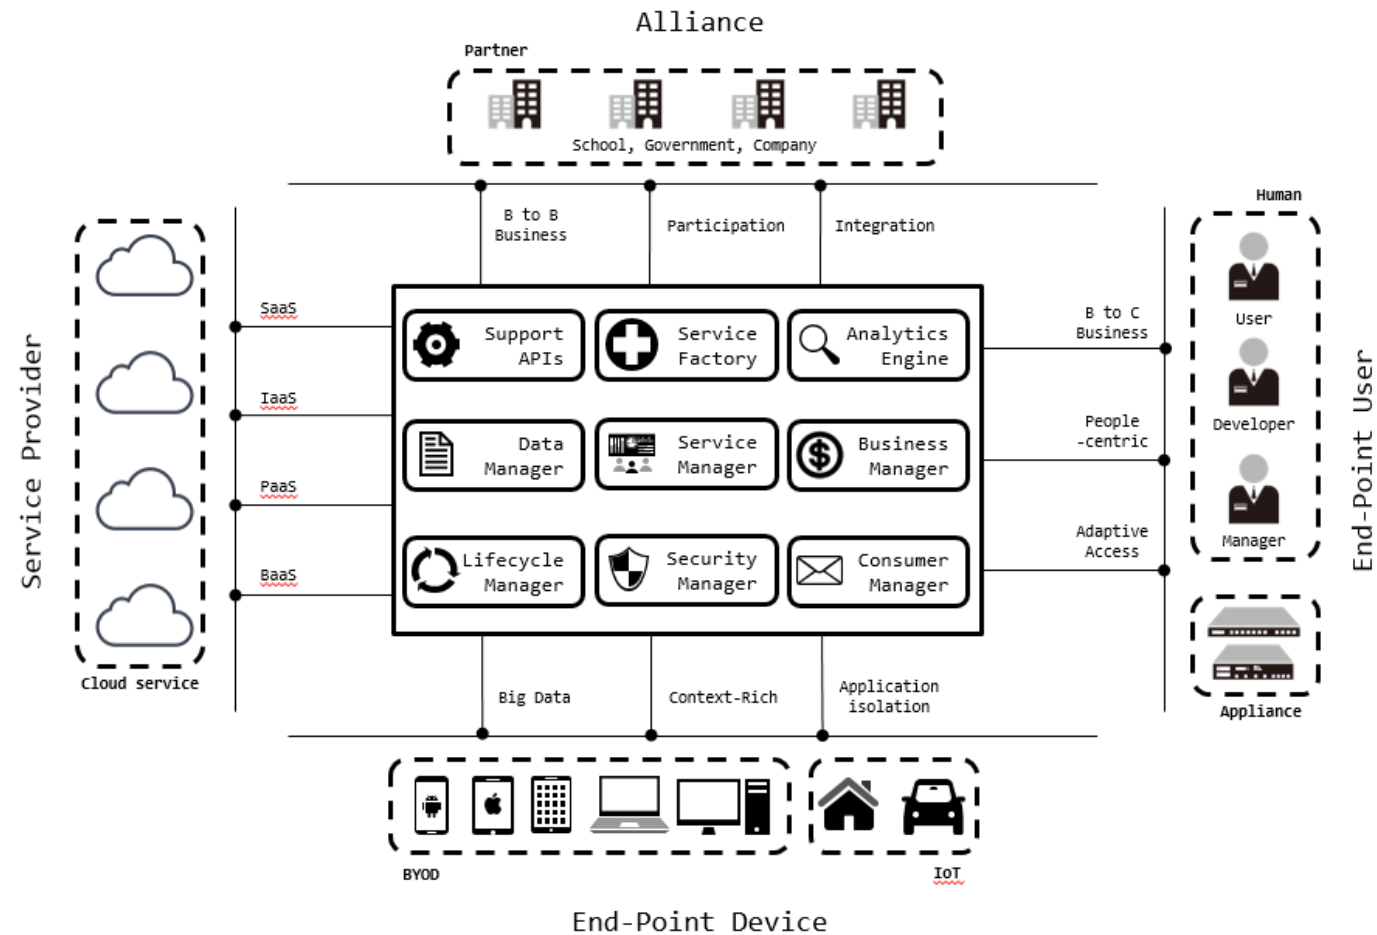 Alliance
Partner
School, Government, Company
B to B
Business
Participation
Integration
Service Provider
Cloud service
SaaS
IaaS
PaaS
BaaS
Support
APIs
Service
Factory
Analytics
Engine
Data
Manager
Service
Manager
Business
Manager
Lifecycle
Manager
Security
Manager
Consumer
Manager
B to C
Business
People
-centric
Adaptive
Access
Human
User
Developer
Manager
Appliance
End-Point User
Big Data
Context-Rich
Application
isolation
BYOD
IoT
End-Point Device